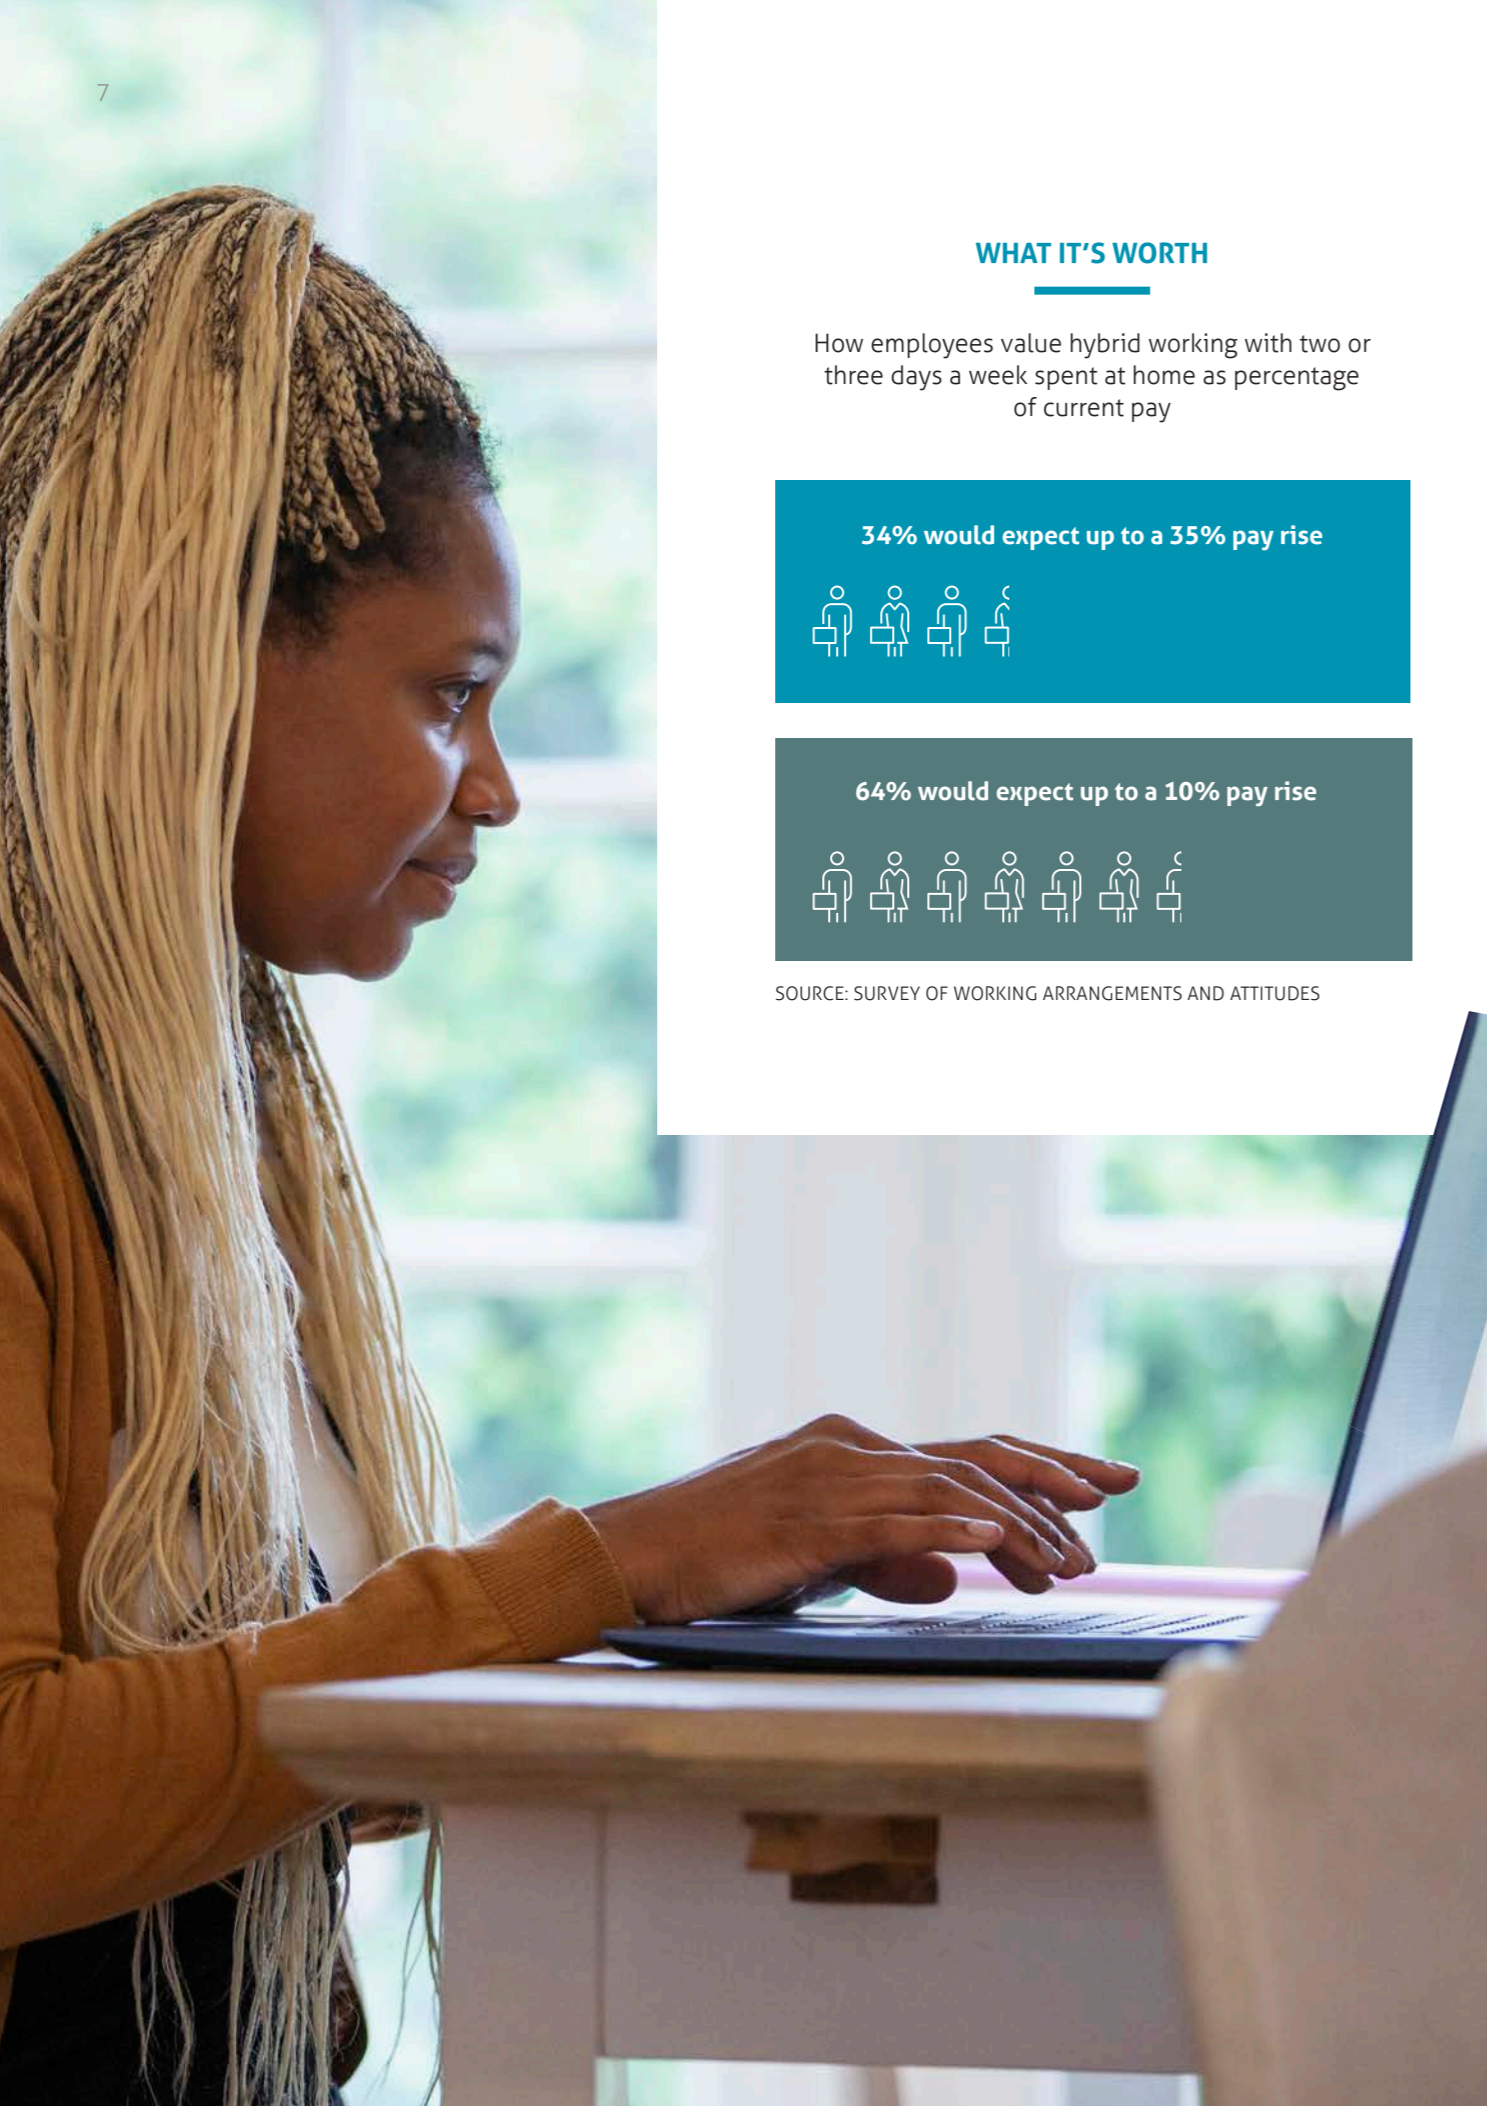 7
WHAT IT’S WORTH
How employees value hybrid working with two or
three days a week spent at home as percentage
of current pay
34% would expect up to a 35% pay rise
64% would expect up to a 10% pay rise
SOURCE: SURVEY OF WORKING ARRANGEMENTS AND ATTITUDES